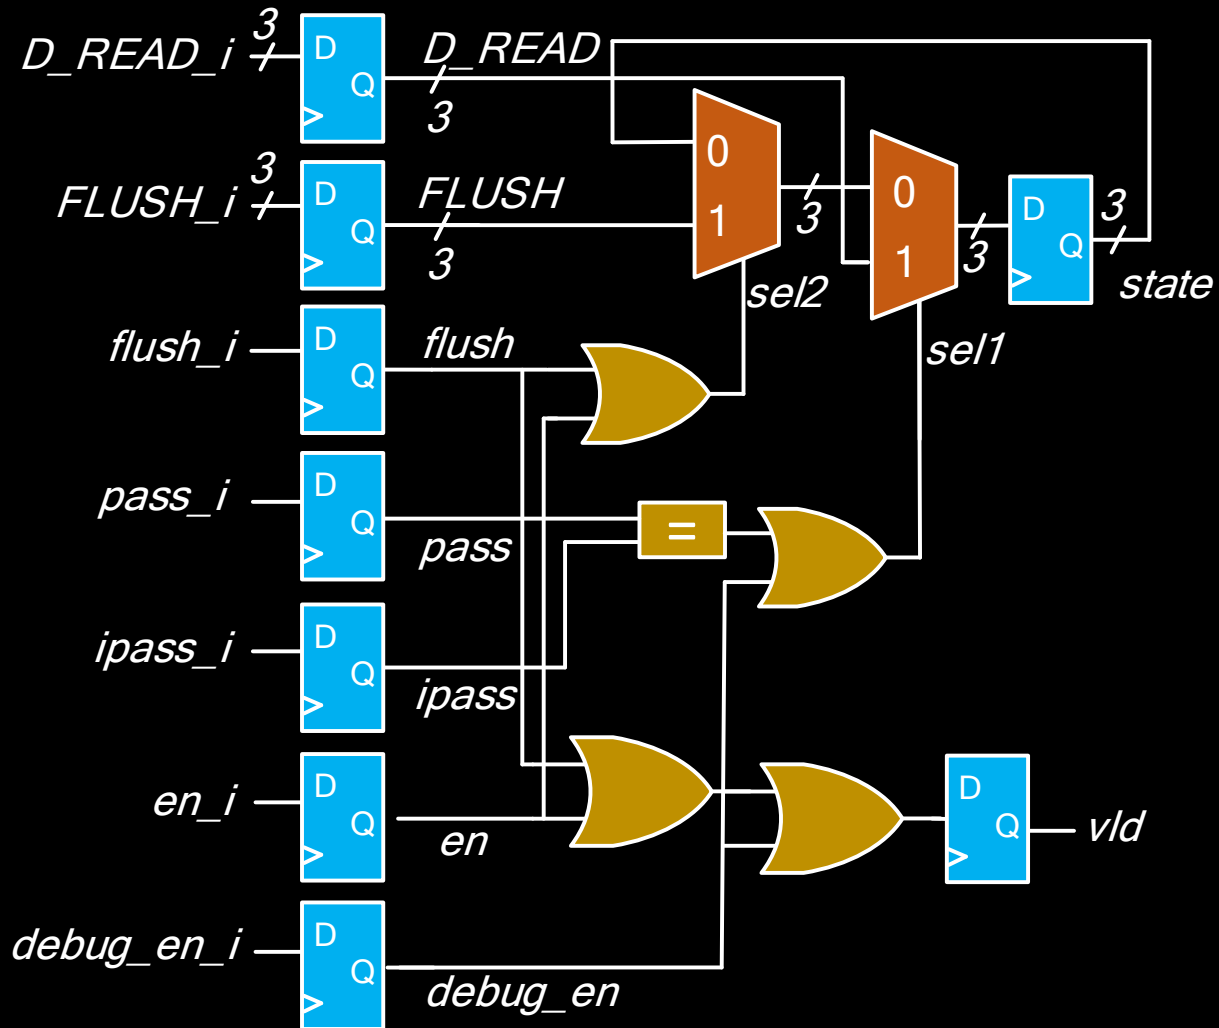 D_READ_i
3
D
Q
D_READ
3
FLUSH_i
3
D
Q
FLUSH
3
0
1
3
sel2
0
1
3
sel1
D
Q
3
state
flush_i
D
Q
flush
pass_i
D
Q
pass
=
ipass_i
D
Q
ipass
en_i
D
Q
en
D
Q
vld
debug_en_i
D
Q
debug_en